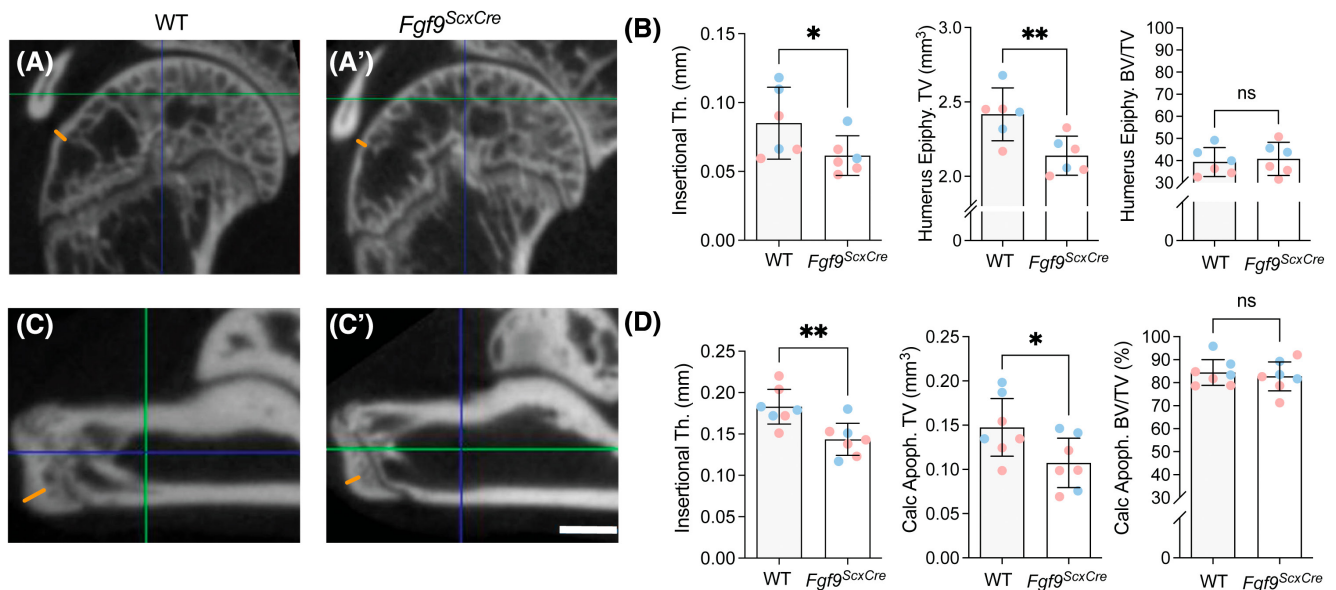 WT
Fgf9ScxCre
(A)
(A’)
(B)
Insertional Th. (mm)
0.15
0.10
0.05
0.00
*
WT
Fgf9ScxCre
Humerus Epiphy. TV (mm3)
3.0
2.5
2.0
0
**
WT
Fgf9ScxCre
Humerus Epiphy. BV/TV
100
90
80
70
60
50
40
30
0
ns
WT
Fgf9ScxCre
(C)
(C’)
(D)
Insertional Th. (mm)
0.25
0.20
0.15
0.10
0.05
0.00
**
WT
Fgf9ScxCre
Calc Apoph. TV (mm3)
0.25
0.20
0.15
0.10
0.05
0.00
*
WT
Fgf9ScxCre
Calc Apoph. BV/TV (%)
100
90
80
70
60
50
40
30
0
ns
WT
Fgf9ScxCre